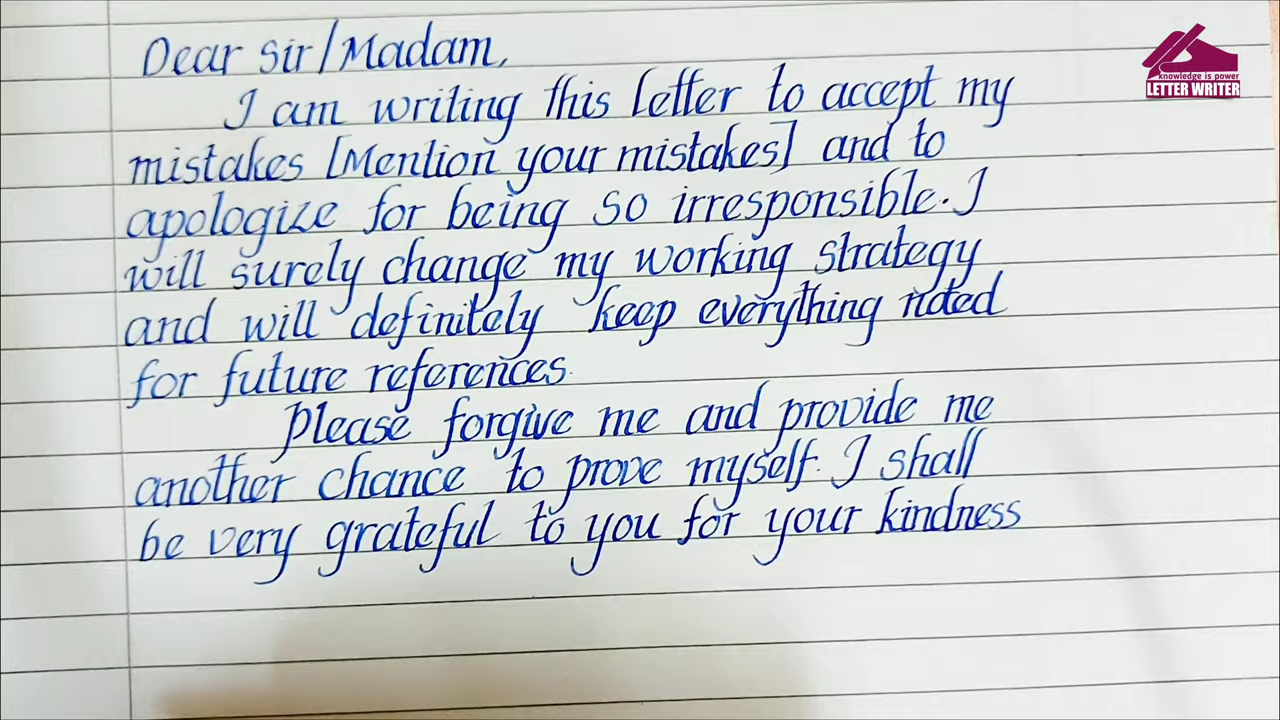 Dear Sir/Madam,
I am writing this letter to accept my
mistakes [Mention your mistakes] and to
apologize for being so irresponsible. I
will surely change my working strategy
and will definitely keep everything noted
for future references.
Please forgive me and provide me
another chance to prove myself. I shall
be very grateful to you for your kindness
knowledge is power
LETTER WRITER